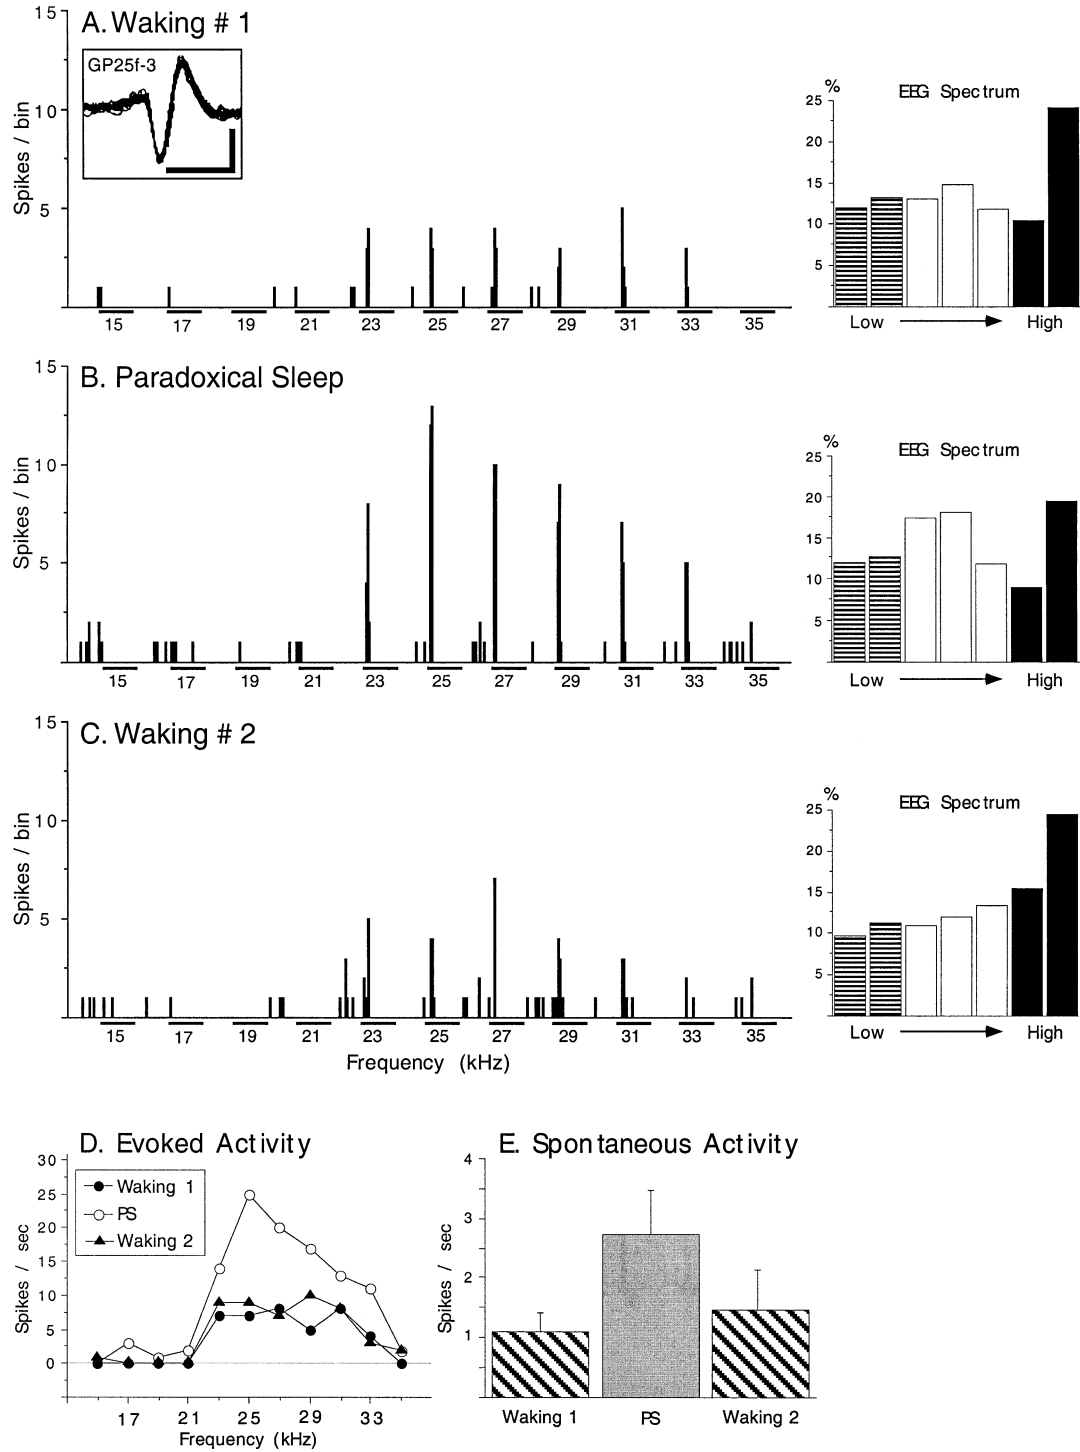 A. Waking # 1
GP25f-3
Spikes / bin
15
10
5
15 17 19 21 23 25 27 29 31 33 35
EEG Spectrum
%
25
20
15
10
5
Low High
B. Paradoxical Sleep
Spikes / bin
15
10
5
15 17 19 21 23 25 27 29 31 33 35
EEG Spectrum
%
25
20
15
10
5
Low High
C. Waking # 2
Spikes / bin
15
10
5
15 17 19 21 23 25 27 29 31 33 35
Frequency (kHz)
EEG Spectrum
%
25
20
15
10
5
Low High
D. Evoked Activity
Spikes / sec
30
25
20
15
10
5
0
Waking 1
PS
Waking 2
17 21 25 29 33
Frequency (kHz)
E. Spontaneous Activity
Spikes / sec
4
3
2
1
Waking 1 PS Waking 2